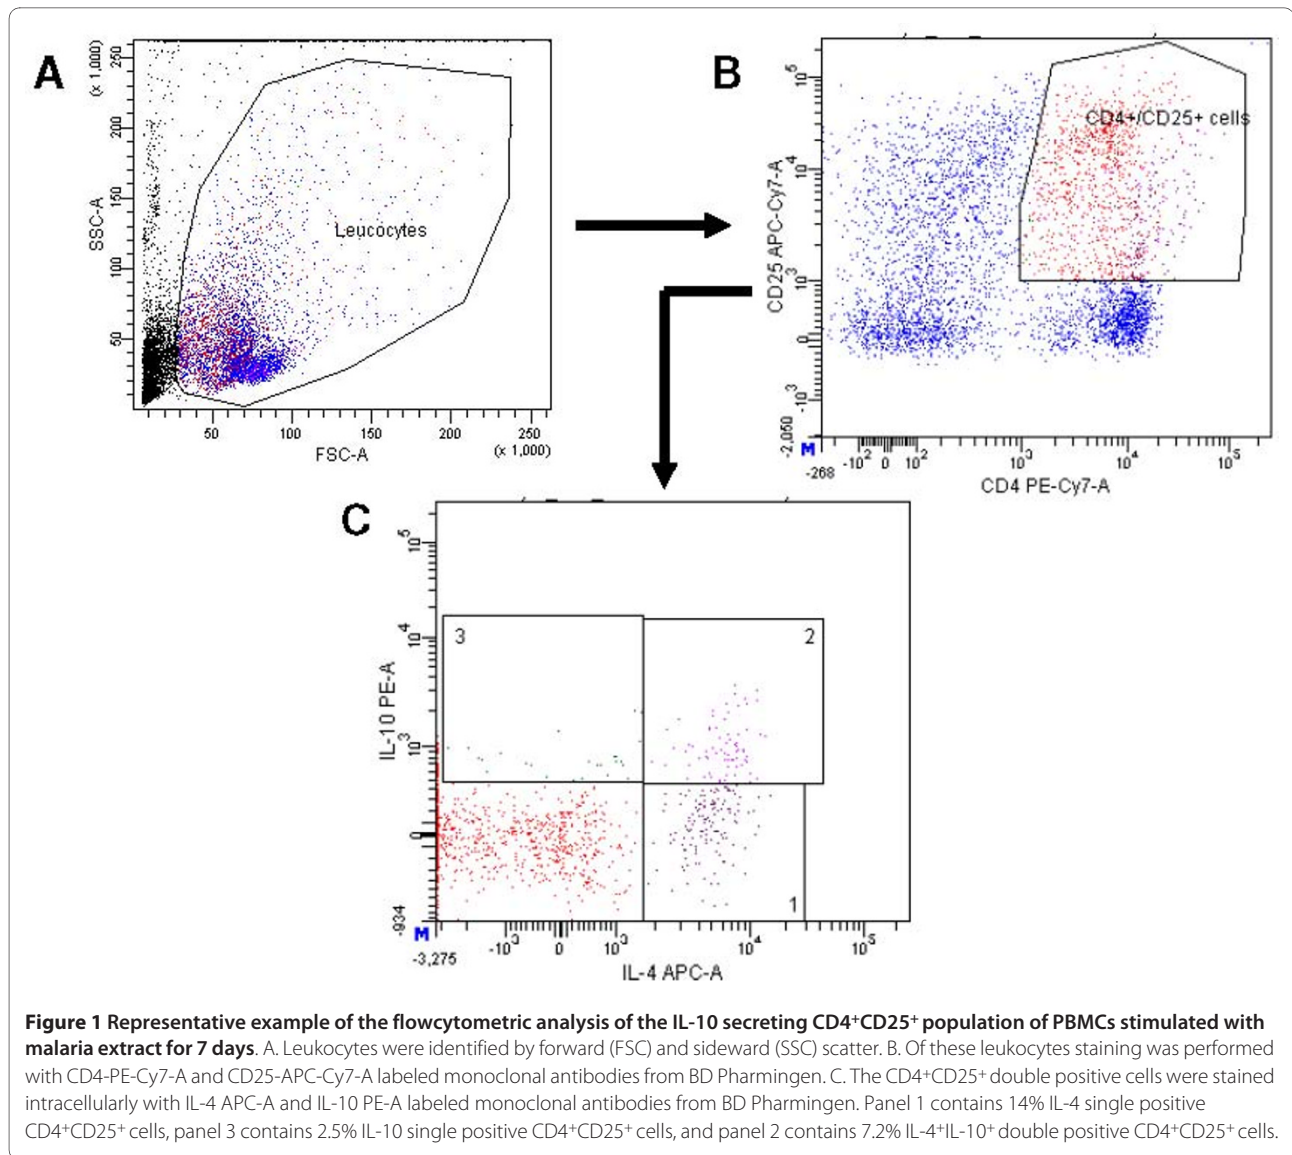 A
(x 1,000)
250
200
150
100
50
SSC-A
Leucocytes
50 100 150 200 250
(x 1,000)
FSC-A
B
CD4+/CD25+ cells
10^5
10^4
10^3
0
-10^3
-2,060
CD25 APC-Cy7-A
M
-268
-10^2 0 10^2 10^3 10^4 10^5
CD4 PE-Cy7-A
C
10^5
10^4
10^3
0
-934
IL-10 PE-A
3
2
1
M
-3,275
-10^3 0 10^3 10^4 10^5
IL-4 APC-A
Figure 1 Representative example of the flowcytometric analysis of the IL-10 secreting CD4+CD25+ population of PBMCs stimulated with
malaria extract for 7 days. A. Leukocytes were identified by forward (FSC) and sideward (SSC) scatter. B. Of these leukocytes staining was performed
with CD4-PE-Cy7-A and CD25-APC-Cy7-A labeled monoclonal antibodies from BD Pharmingen. C. The CD4+CD25+ double positive cells were stained
intracellularly with IL-4 APC-A and IL-10 PE-A labeled monoclonal antibodies from BD Pharmingen. Panel 1 contains 14% IL-4 single positive
CD4+CD25+ cells, panel 3 contains 2.5% IL-10 single positive CD4+CD25+ cells, and panel 2 contains 7.2% IL-4+IL-10+ double positive CD4+CD25+ cells.